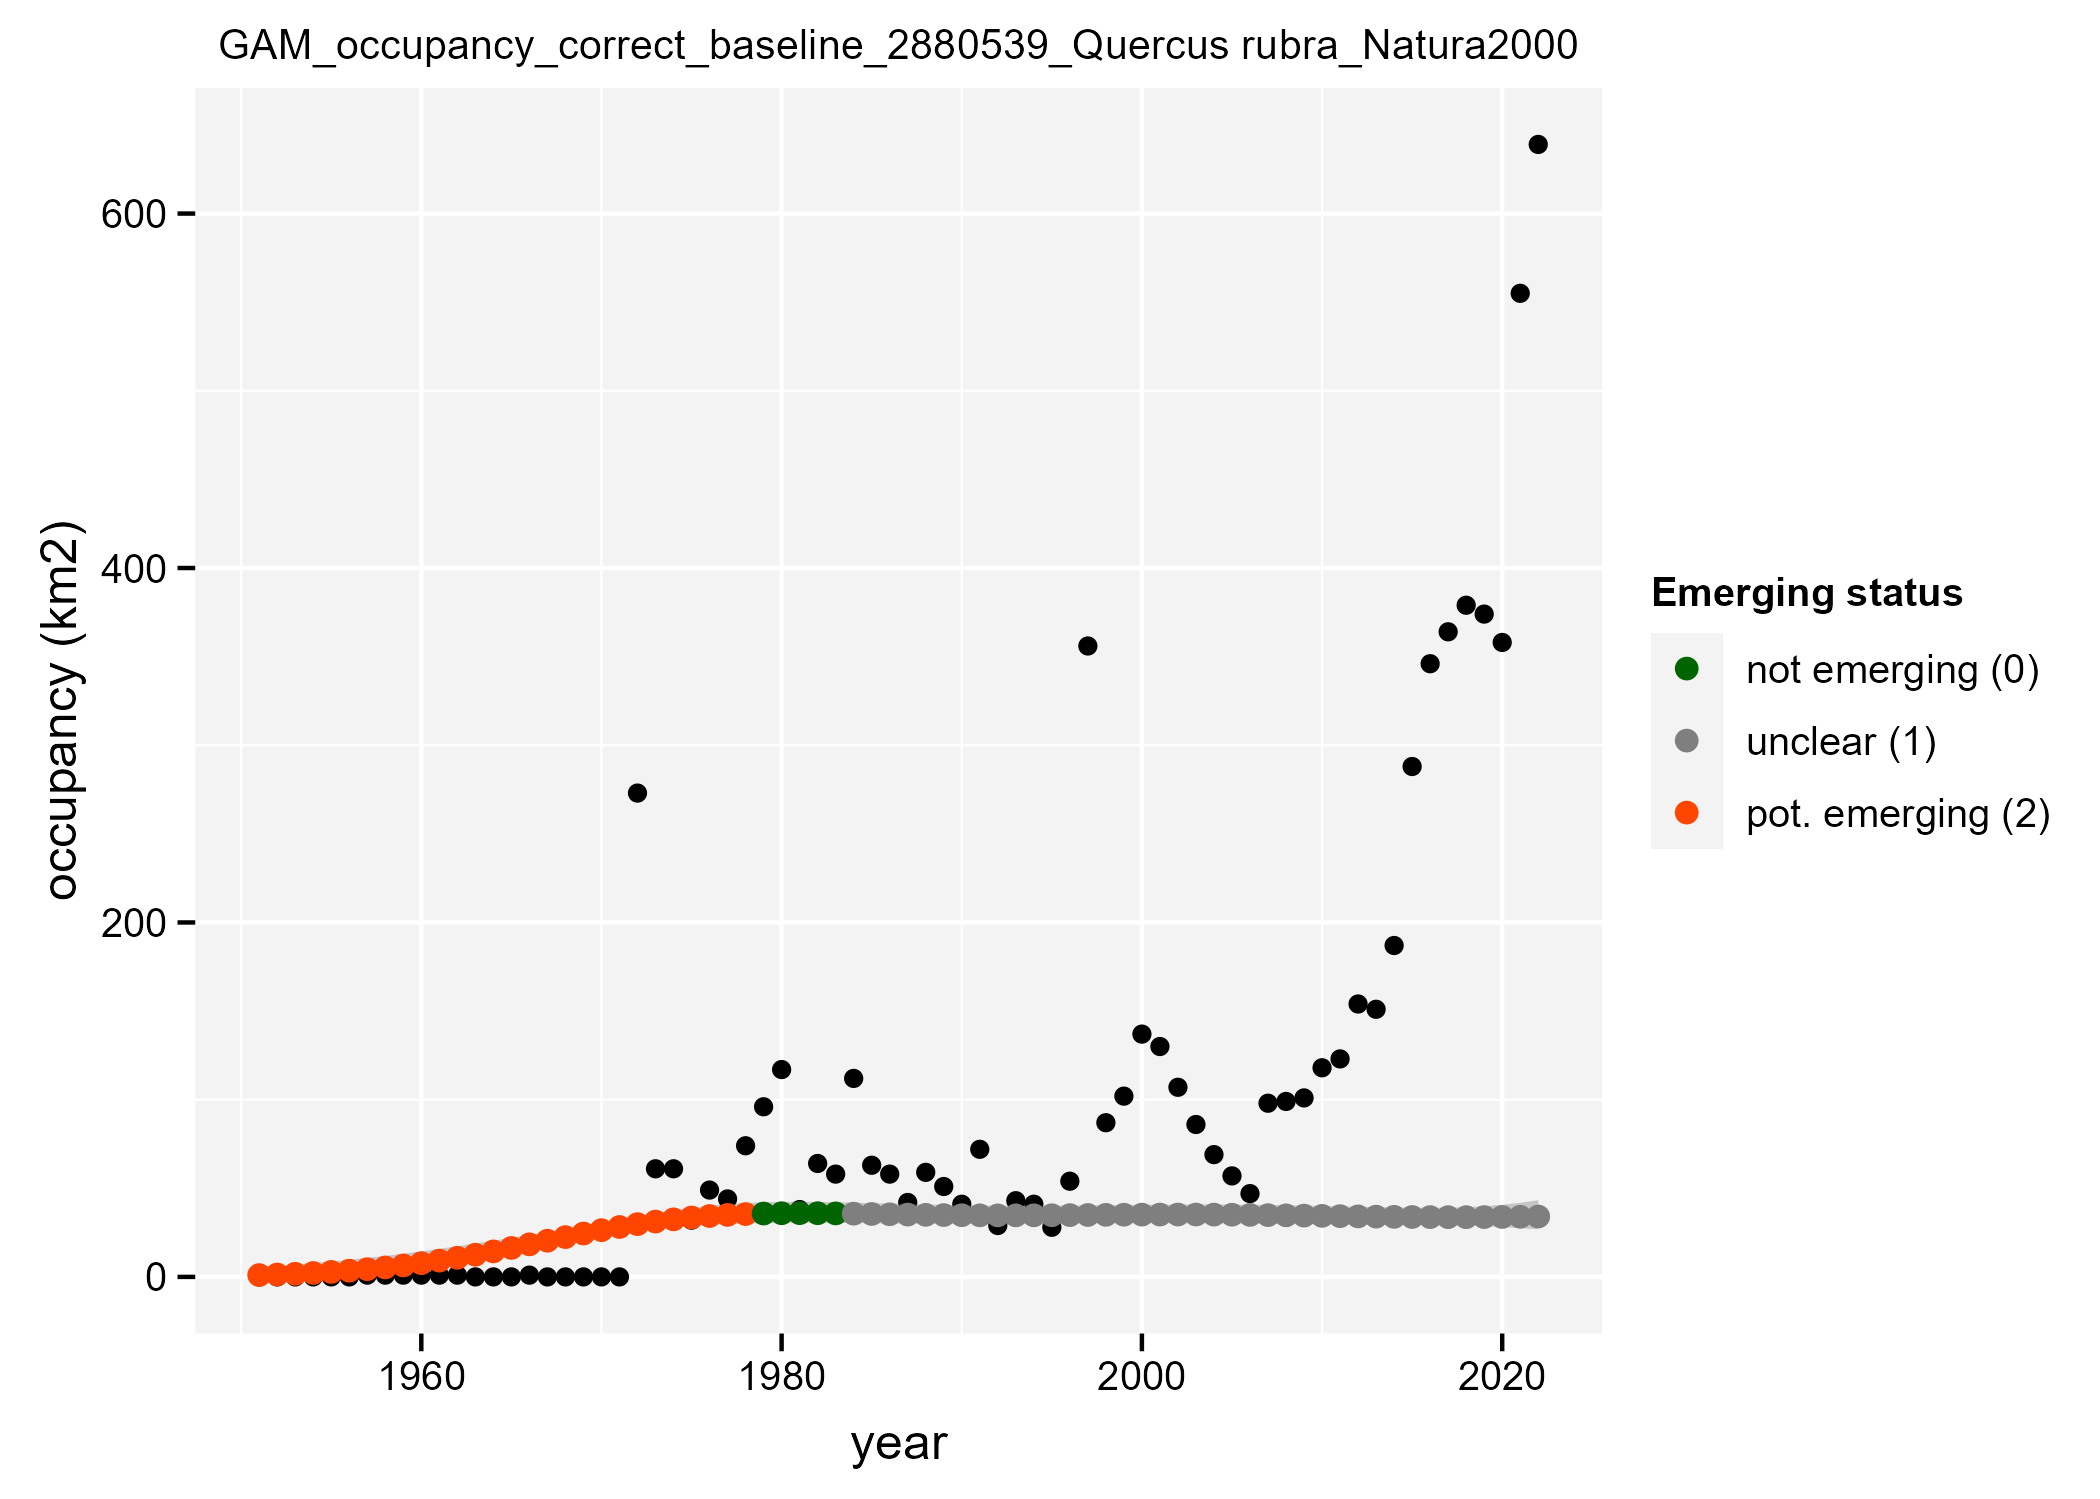 GAM_occupancy_correct_baseline_2880539_Quercus rubra_Natura2000
600
400
200
0
occupancy (km2)
1960
1980
2000
2020
year
Emerging status
not emerging (0)
unclear (1)
pot. emerging (2)